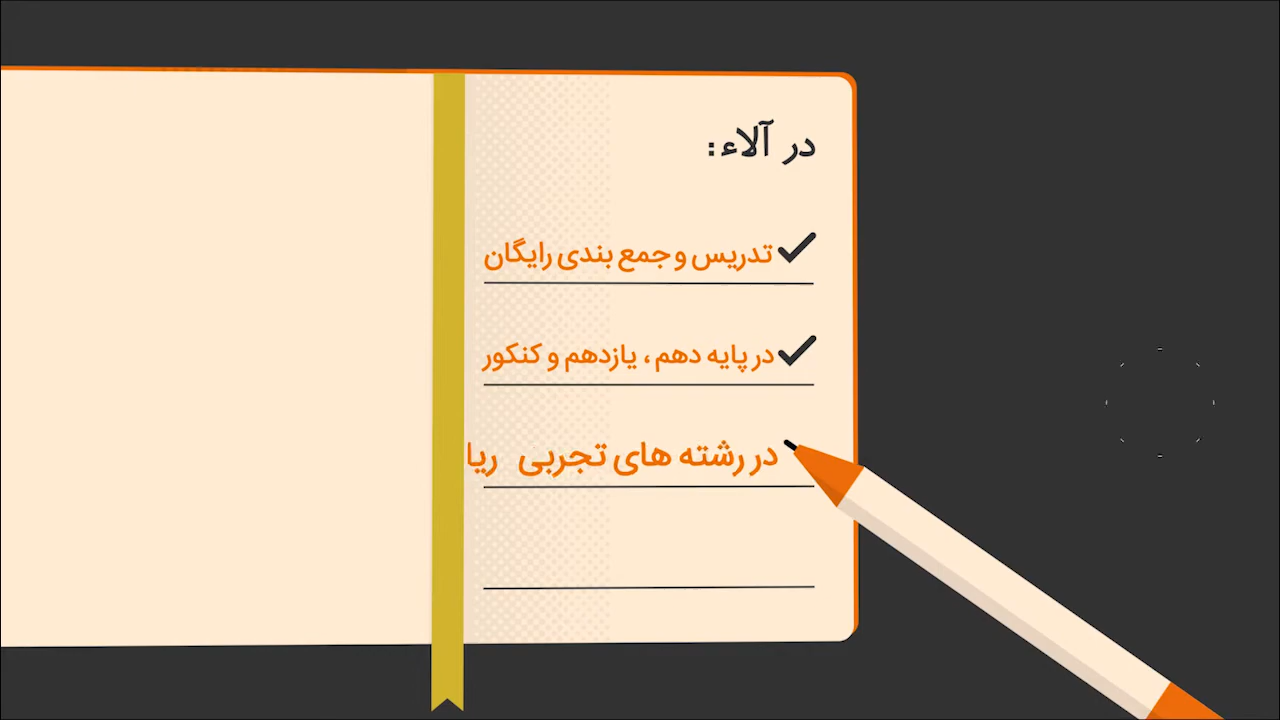 در آلاء:
تدریس و جمع بندی رایگان
در پایه دهم ، یازدهم و کنکور
در رشته های تجربی ریا